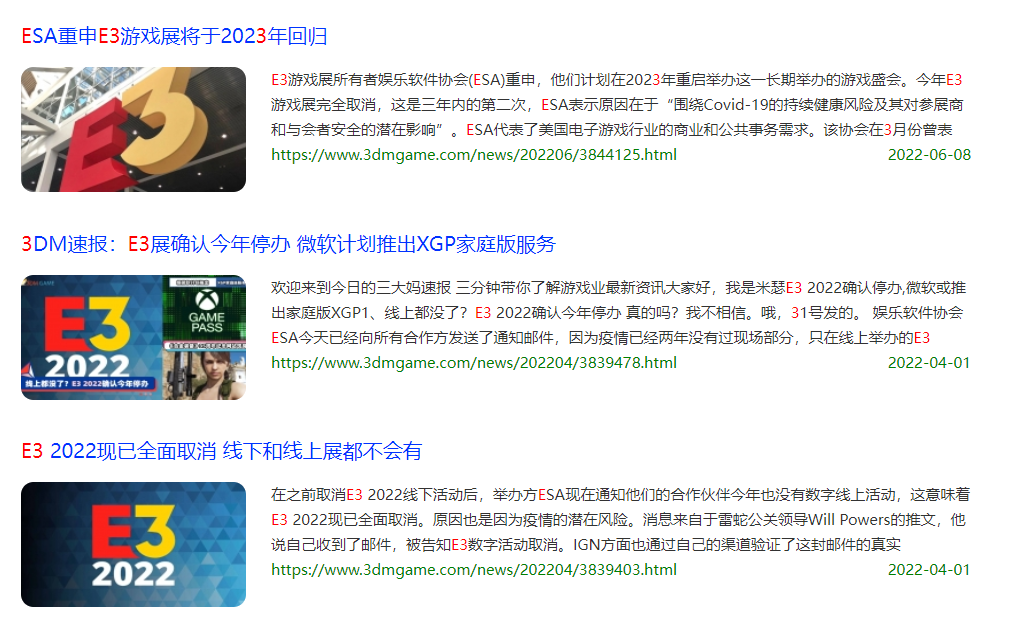 ESA重申E3游戏展将于2023年回归
E3
E3游戏展所有者娱乐软件协会(ESA)重申，他们计划在2023年重启举办这一长期举办的游戏盛会。今年E3
游戏展完全取消，这是三年内的第二次，ESA表示原因在于“围绕Covid-19的持续健康风险及其对参展商
和与会者安全的潜在影响”。ESA代表了美国电子游戏行业的商业和公共事务需求。该协会在3月份曾表
https://www.3dmgame.com/news/202206/3844125.html 2022-06-08
3DM速报：E3展确认今年停办 微软计划推出XGP家庭版服务
E3
2022
线上都没了？E3 2022确认今年停办
XBOX
GAME
PASS
欢迎来到今日的三大妈速报 三分钟带你了解游戏业最新资讯,大家好，我是米瑟E3 2022确认停办,微软或推
出家庭版XGP1、线上都没了？E3 2022确认今年停办 真的吗？我不相信。哦，31号发的。 娱乐软件协会
ESA今天已经向所有合作方发送了通知邮件，因为疫情已经两年没有过现场部分，只在线上举办的E3
https://www.3dmgame.com/news/202204/3839478.html 2022-04-01
E3 2022现已全面取消 线下和线上展都不会有
E3
2022
在之前取消E3 2022线下活动后，举办方ESA现在通知他们的合作伙伴今年也没有数字线上活动，这意味着
E3 2022现已全面取消。原因也是因为疫情的潜在风险。消息来自于雷蛇公关领导Will Powers的推文，他
说自己收到了邮件，被告知E3数字活动取消。IGN方面也通过自己的渠道验证了这封邮件的真实
https://www.3dmgame.com/news/202204/3839403.html 2022-04-01